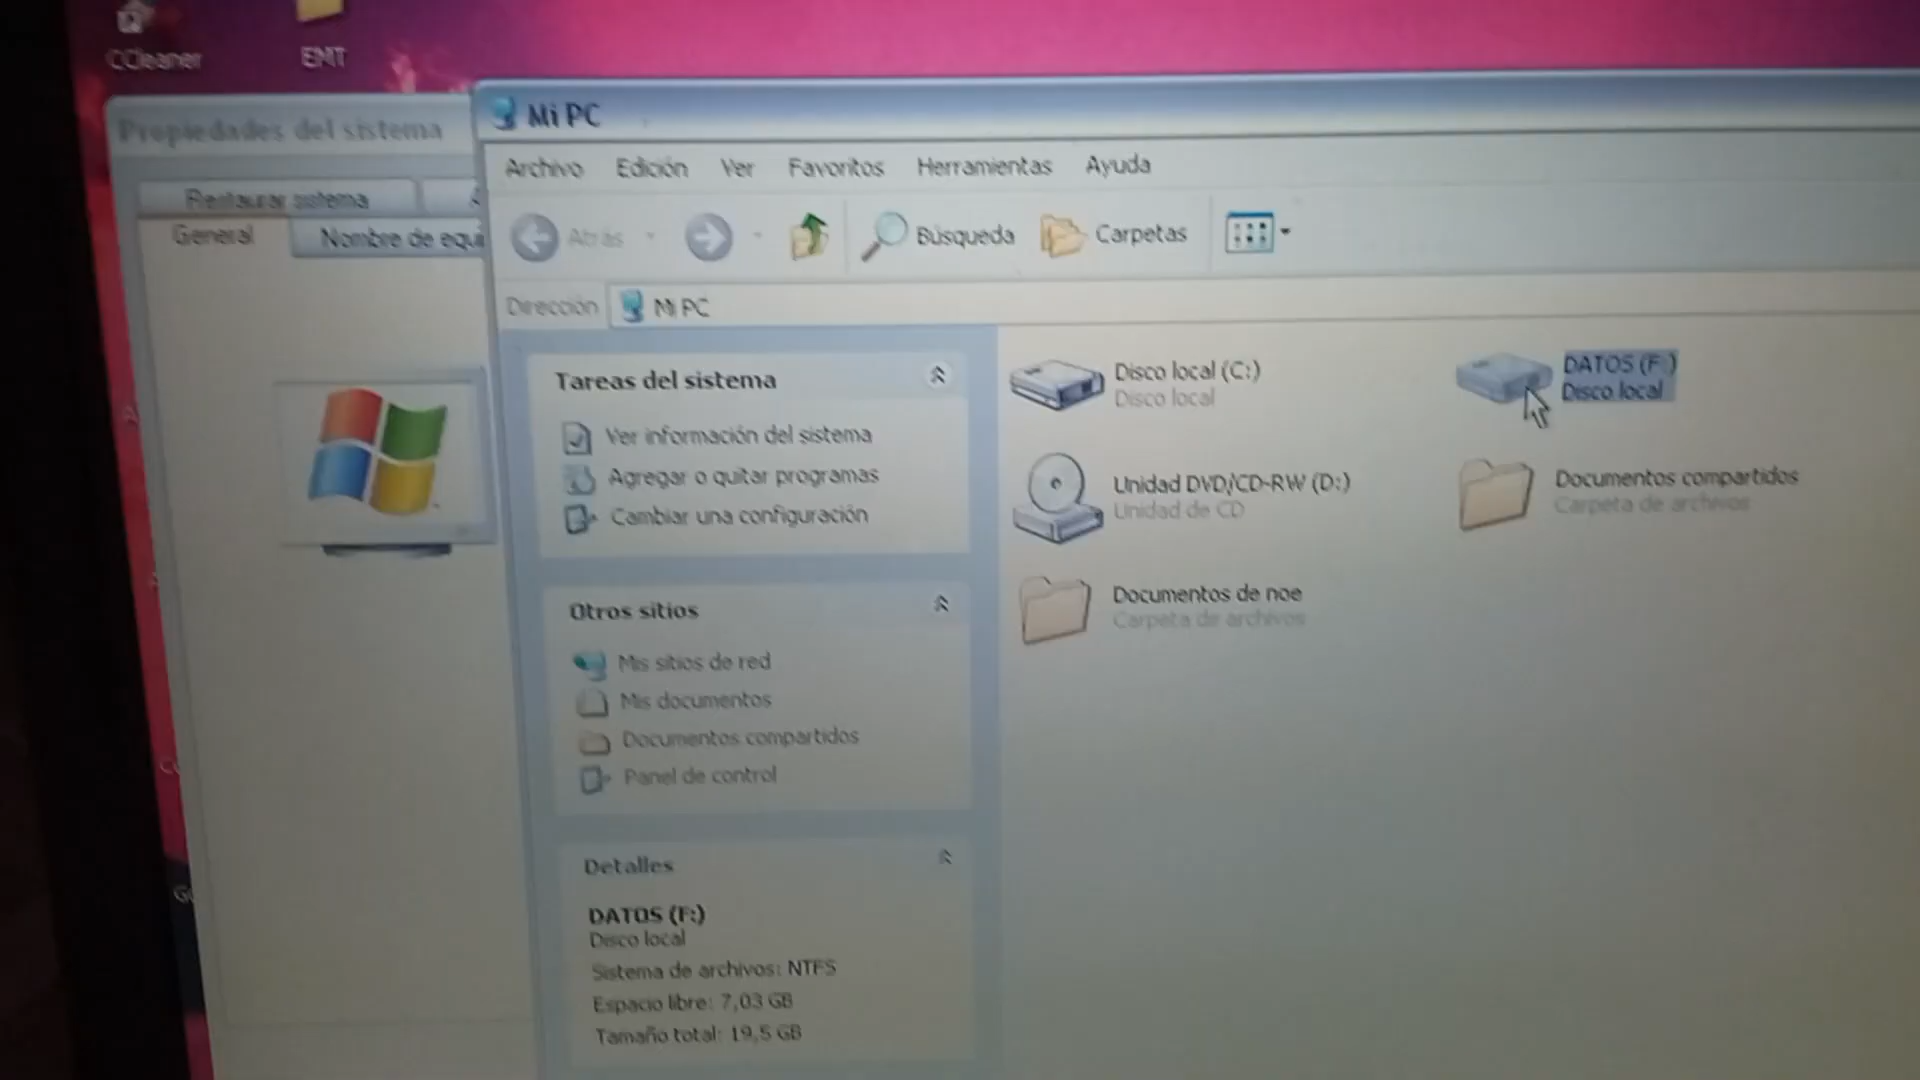 CCleaner
EMT
Propiedades del sistema
Mi PC
Archivo Edición Ver Favoritos Herramientas Ayuda
Restaurar sistema
General
Nombre de equi
Atrás
Búsqueda
Carpetas
Dirección
Mi PC
Tareas del sistema
Ver información del sistema
Agregar o quitar programas
Cambiar una configuración
Otros sitios
Mis sitios de red
Mis documentos
Documentos compartidos
Panel de control
Detalles
DATOS (F:)
Disco local
Sistema de archivos: NTFS
Espacio libre: 7,03 GB
Tamaño total: 19,5 GB
Disco local (C:)
Disco local
DATOS (F:)
Disco local
Unidad DVD/CD-RW (D:)
Unidad de CD
Documentos compartidos
Carpeta de archivos
Documentos de noe
Carpeta de archivos